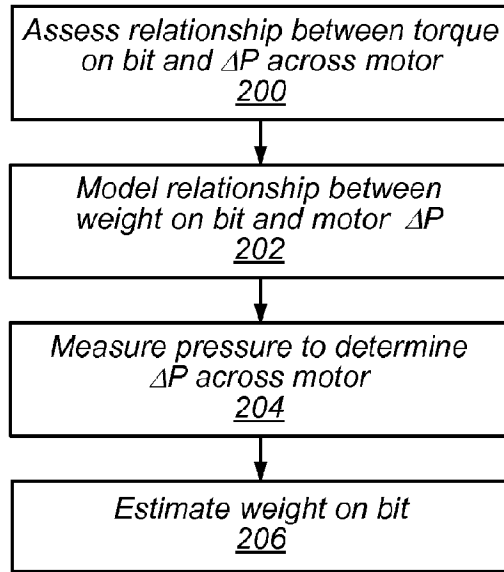 Assess relationship between torque
on bit and ΔP across motor
200
Model relationship between
weight on bit and motor ΔP
202
Measure pressure to determine
ΔP across motor
204
Estimate weight on bit
206